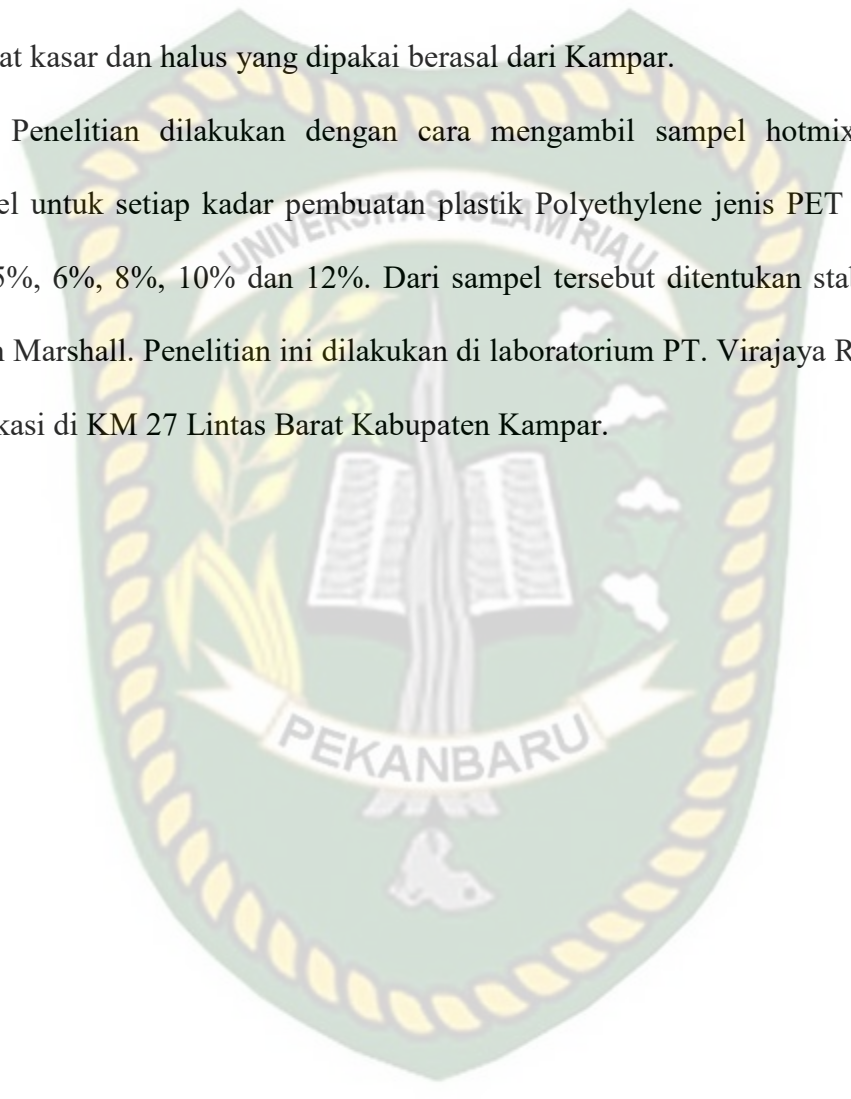 at kasar dan halus yang dipakai berasal dari Kampar.
Penelitian dilakukan dengan cara mengambil sampel hotmix
el untuk setiap kadar pembuatan plastik Polyethylene jenis PET
5%, 6%, 8%, 10% dan 12%. Dari sampel tersebut ditentukan stab
n Marshall. Penelitian ini dilakukan di laboratorium PT. Virajaya R
kasi di KM 27 Lintas Barat Kabupaten Kampar.
UNIVERSITAS ISLAM RIAU
PEKANBARU